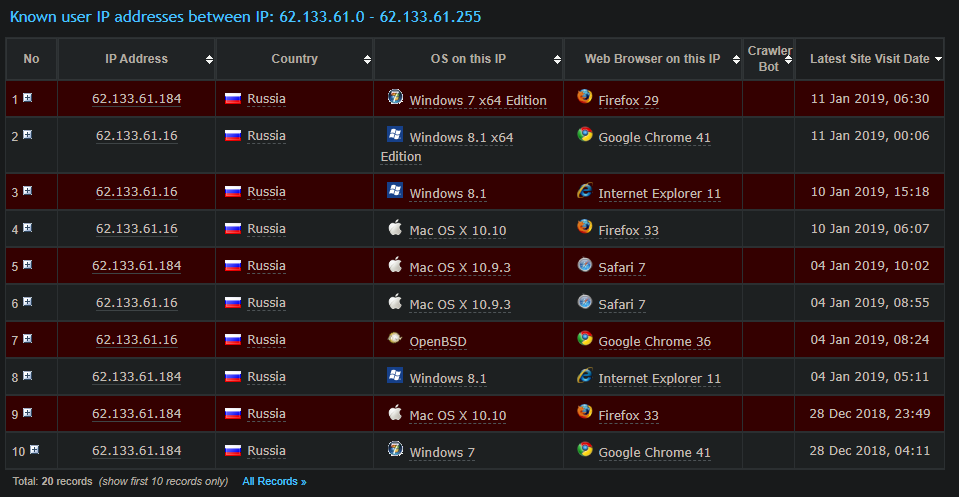 Known user IP addresses between IP: 62.133.61.0 - 62.133.61.255
No IP Address Country OS on this IP Web Browser on this IP Crawler Bot Latest Site Visit Date
1 62.133.61.184 Russia Windows 7 x64 Edition Firefox 29 11 Jan 2019, 06:30
2 62.133.61.16 Russia Windows 8.1 x64 Edition Google Chrome 41 11 Jan 2019, 00:06
3 62.133.61.16 Russia Windows 8.1 Internet Explorer 11 10 Jan 2019, 15:18
4 62.133.61.16 Russia Mac OS X 10.10 Firefox 33 10 Jan 2019, 06:07
5 62.133.61.184 Russia Mac OS X 10.9.3 Safari 7 04 Jan 2019, 10:02
6 62.133.61.16 Russia Mac OS X 10.9.3 Safari 7 04 Jan 2019, 08:55
7 62.133.61.16 Russia OpenBSD Google Chrome 36 04 Jan 2019, 08:24
8 62.133.61.184 Russia Windows 8.1 Internet Explorer 11 04 Jan 2019, 05:11
9 62.133.61.184 Russia Mac OS X 10.10 Firefox 33 28 Dec 2018, 23:49
10 62.133.61.184 Russia Windows 7 Google Chrome 41 28 Dec 2018, 04:11
Total: 20 records (show first 10 records only) All Records »